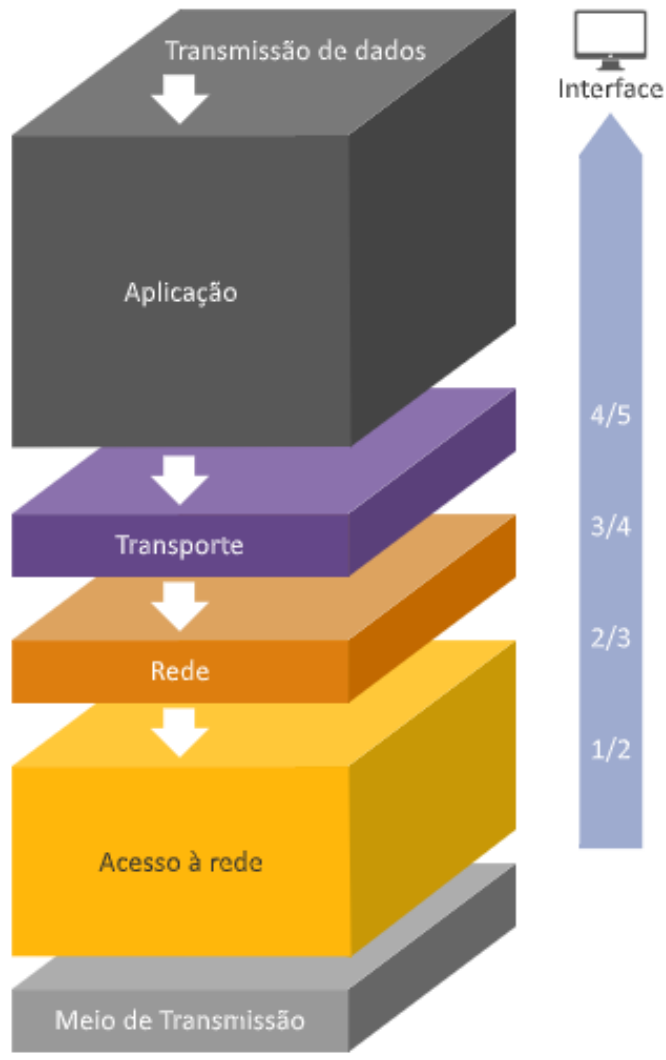 Transmissão de dados
Interface
Aplicação
4/5
3/4
Transporte
2/3
Rede
1/2
Acesso à rede
Meio de Transmissão